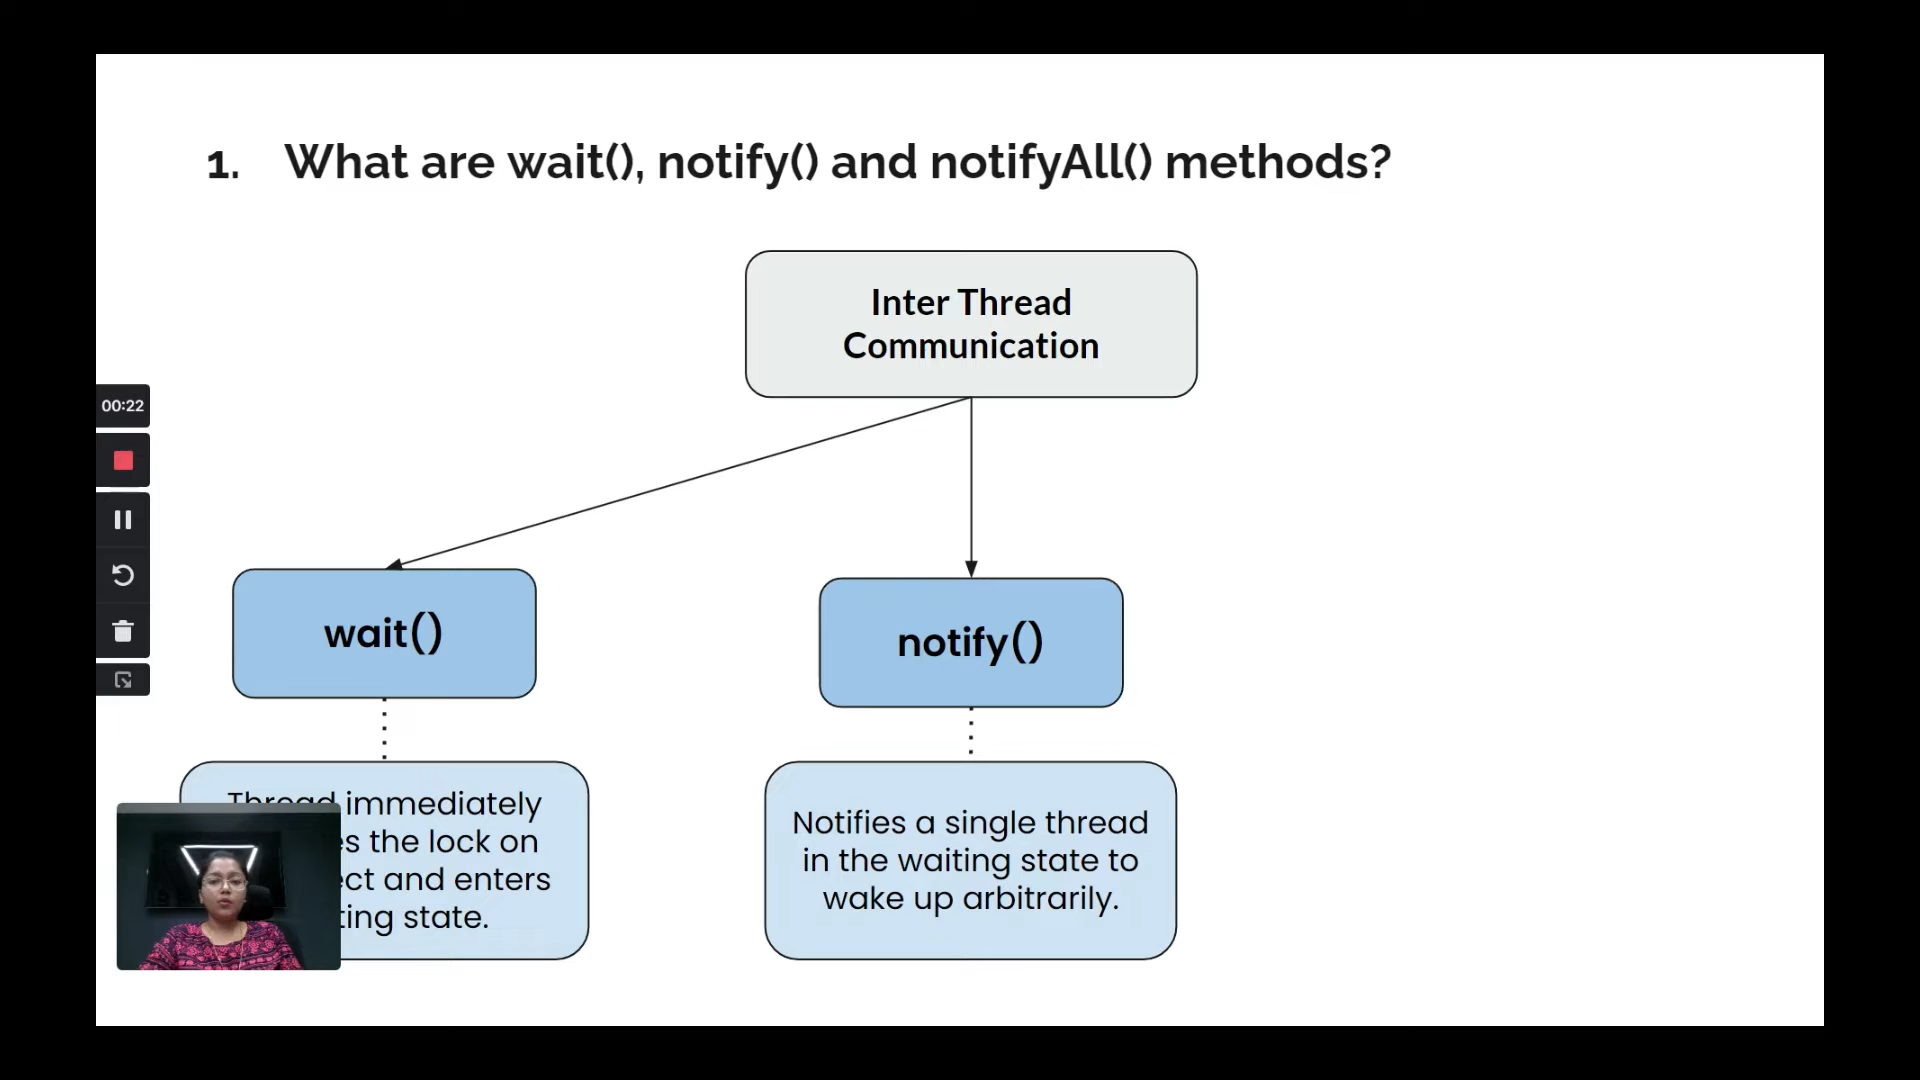 1. What are wait(), notify() and notifyAll() methods?
Inter Thread
Communication
00:22
wait()
notify()
Thread immediately
the lock on
and enters
state.
Notifies a single thread
in the waiting state to
wake up arbitrarily.